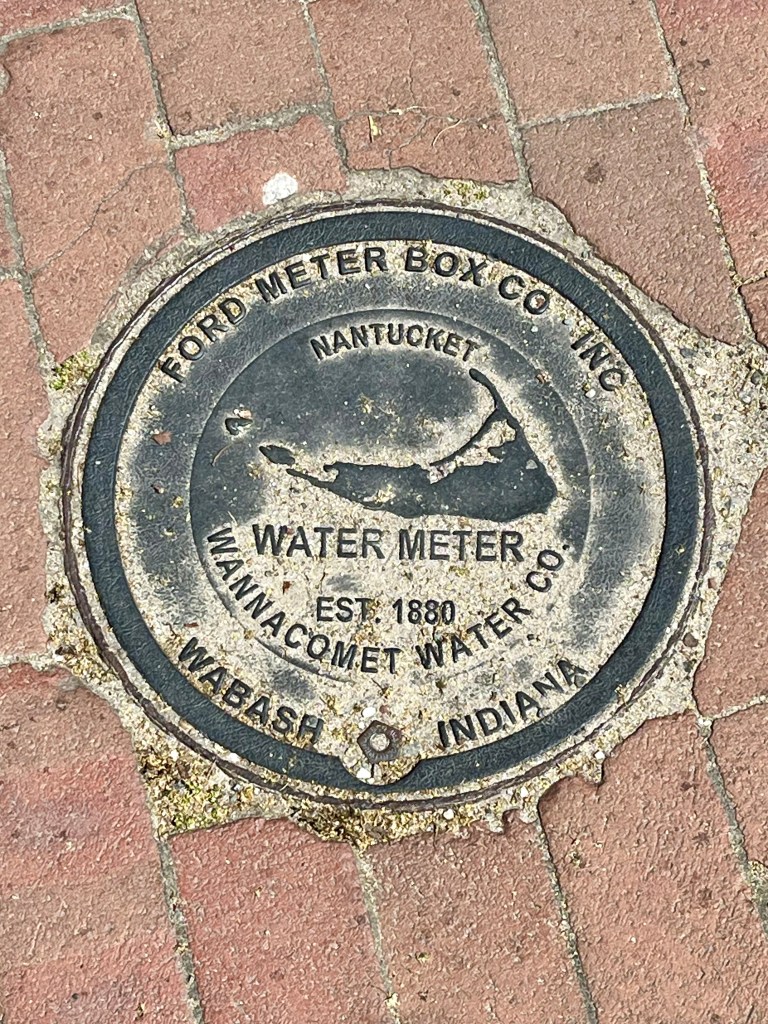 FORD METER BOX CO. INC
NANTUCKET
WATER METER
EST. 1880
WANNACOMET WATER CO.
WABASH INDIANA